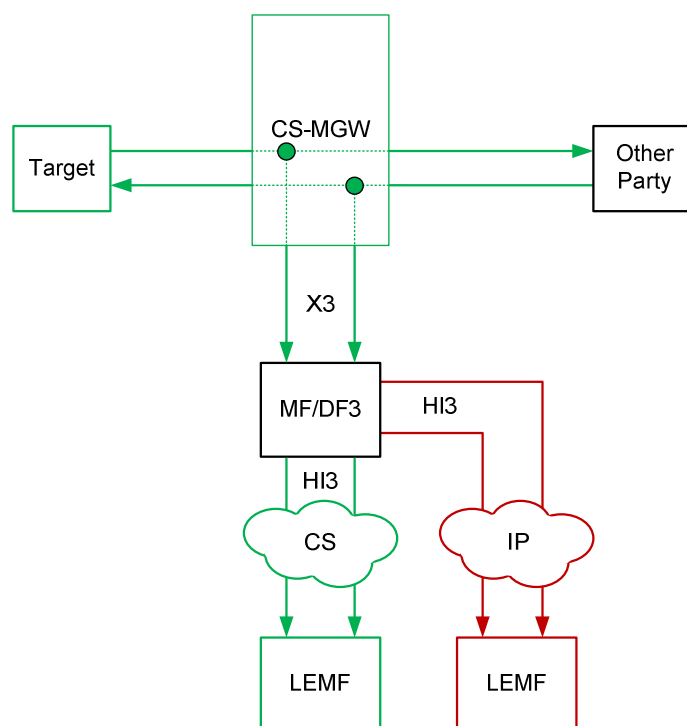 CS-MGW
Target
Other
Party
X3
MF/DF3
HI3
HI3
CS
IP
LEMF
LEMF